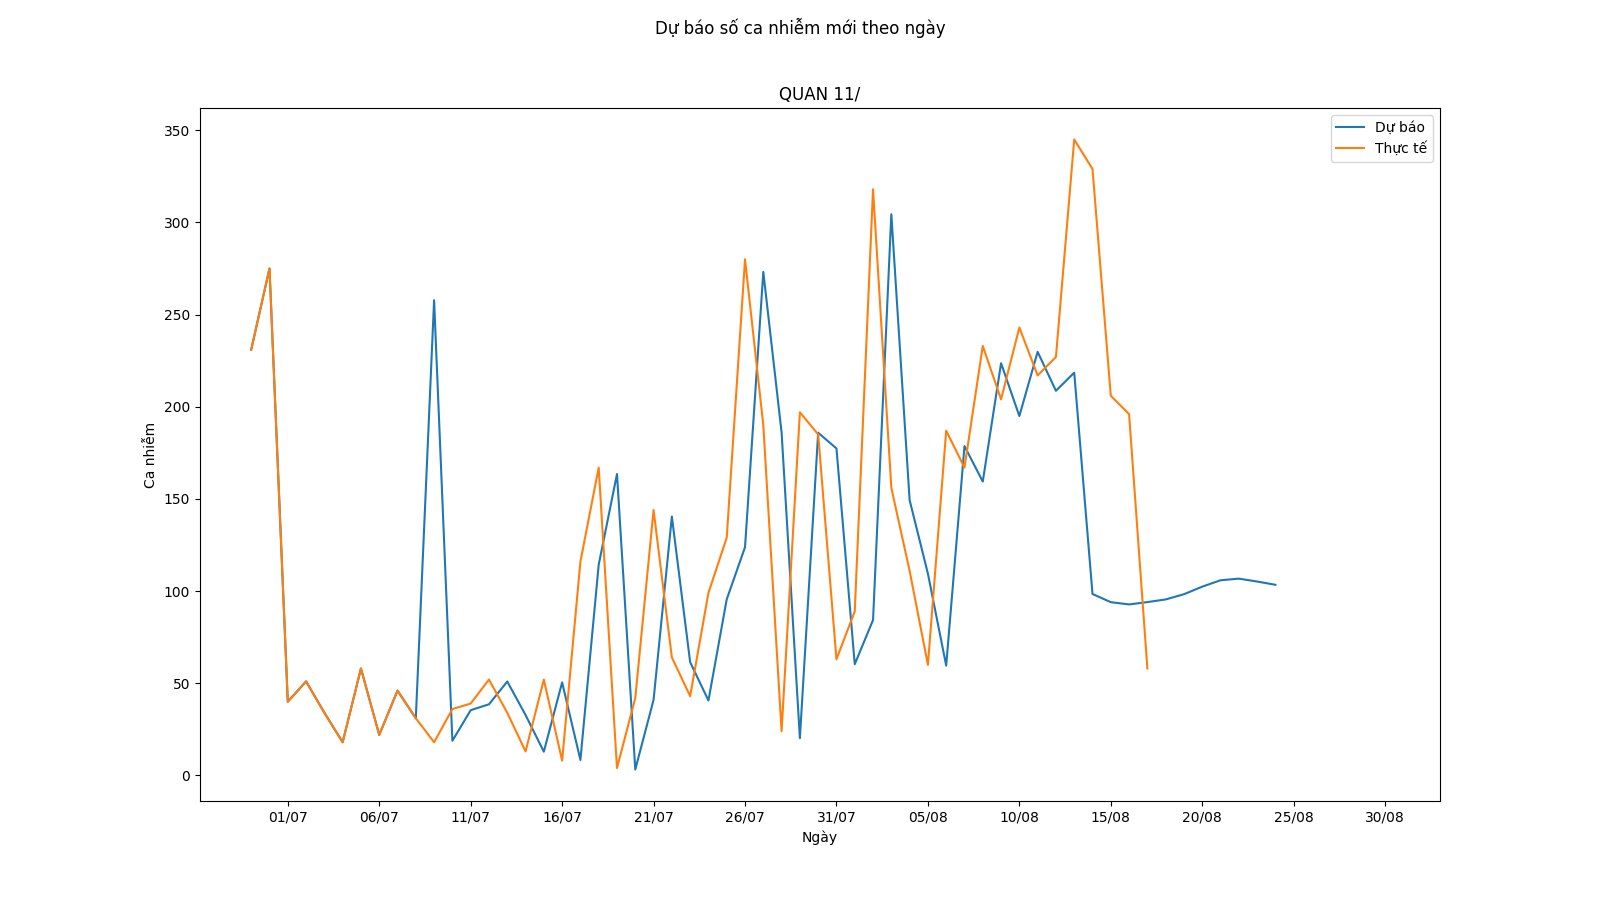 Dự báo số ca nhiễm mới theo ngày
QUAN 11/
Dự báo
Thực tế
350
300
250
200
150
100
50
0
Ca nhiễm
01/07 06/07 11/07 16/07 21/07 26/07 31/07 05/08 10/08 15/08 20/08 25/08 30/08
Ngày